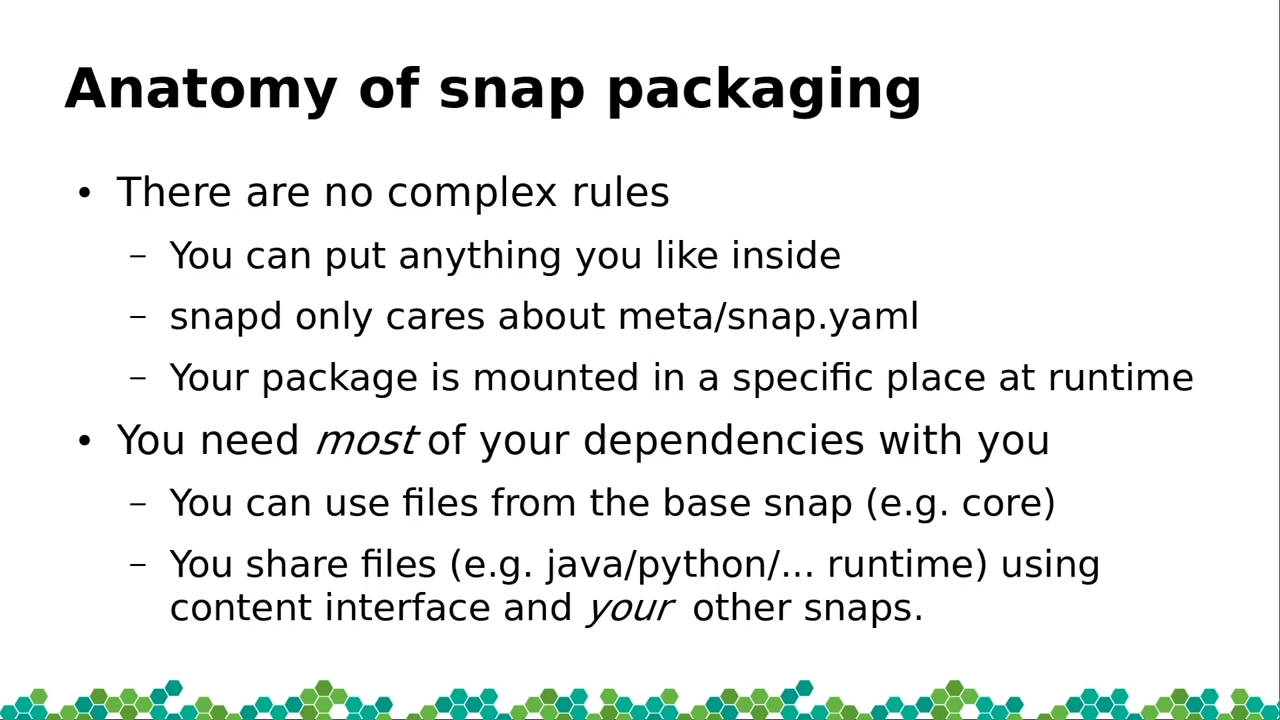 Anatomy of snap packaging
• There are no complex rules
– You can put anything you like inside
– snapd only cares about meta/snap.yaml
– Your package is mounted in a specific place at runtime
• You need most of your dependencies with you
– You can use files from the base snap (e.g. core)
– You share files (e.g. java/python/... runtime) using
content interface and your other snaps.